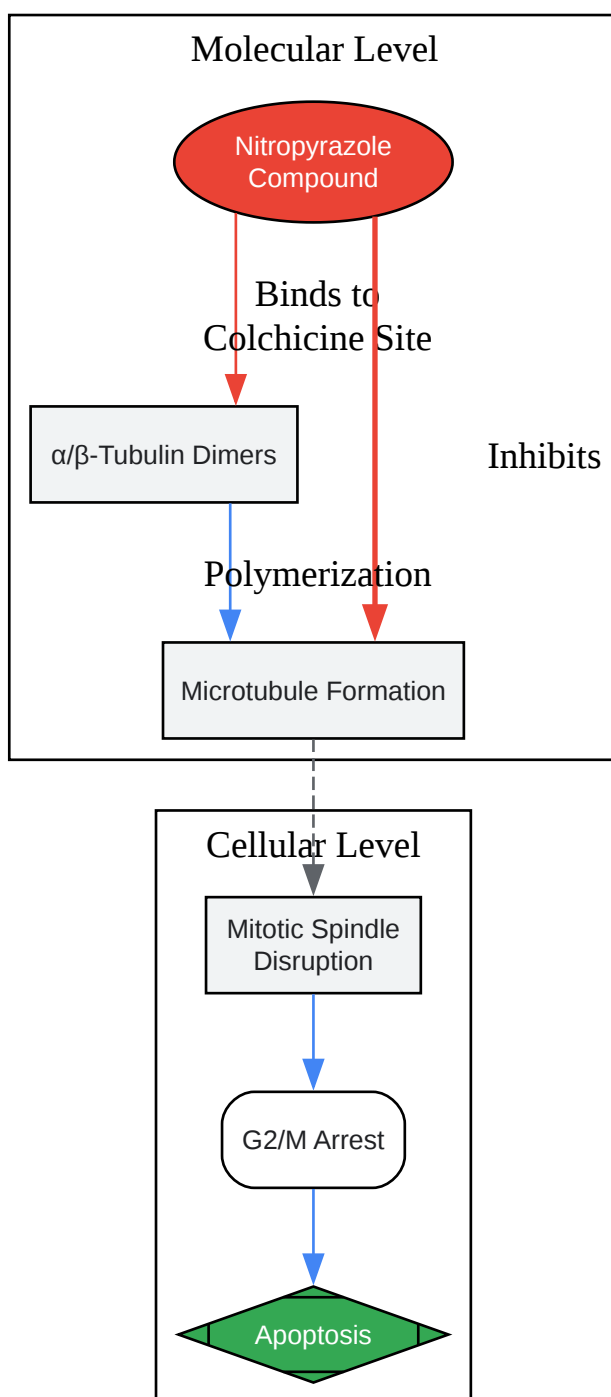 Molecular Level
Nitropyrazole
Compound
Binds to
Colchicine Site
α/β-Tubulin Dimers
Inhibits
Polymerization
Microtubule Formation
Cellular Level
Mitotic Spindle
Disruption
G2/M Arrest
Apoptosis